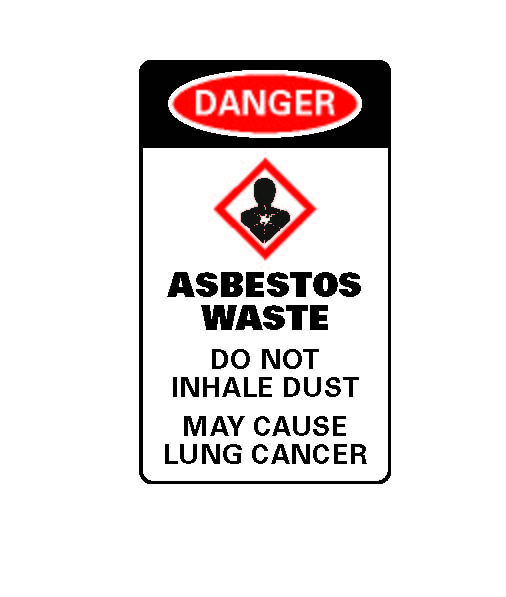 DANGER
ASBESTOS
WASTE
DO NOT
INHALE DUST
MAY CAUSE
LUNG CANCER